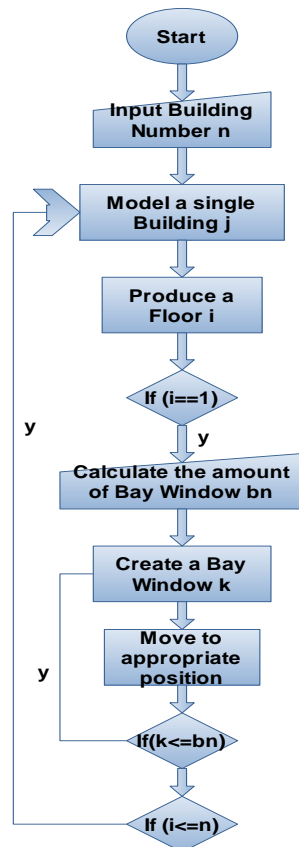 Start
Input Building
Number n
Model a single
Building j
Produce a
Floor i
If (i==1)
y
y
Calculate the amount
of Bay Window bn
Create a Bay
Window k
Move to
appropriate
position
y
If(k<=bn)
If (i<=n)